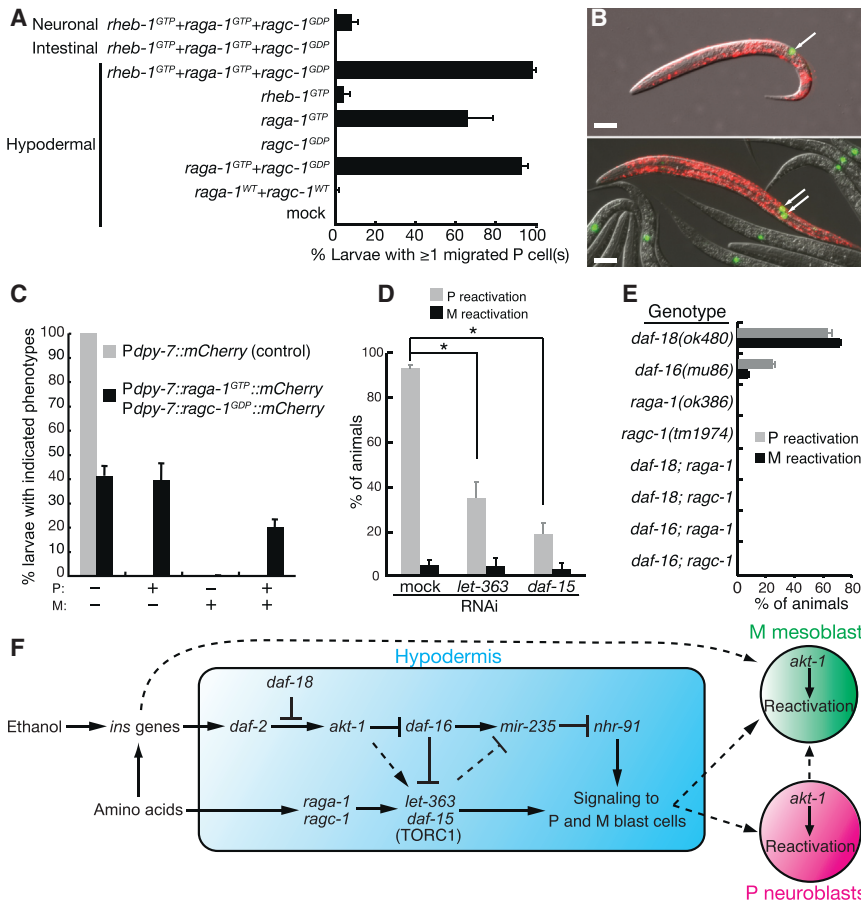 A
Neuronal rheb-1GTP+raga-1GTP+ragc-1GDP
Intestinal rheb-1GTP+raga-1GTP+ragc-1GDP
Hypodermal
rheb-1GTP+raga-1GTP+ragc-1GDP
rheb-1GTP
raga-1GTP
ragc-1GDP
raga-1GTP+ragc-1GDP
raga-1WT+ragc-1WT
mock
0 20 40 60 80 100
% Larvae with ≥1 migrated P cell(s)
B
C
% larvae with indicated phenotypes
100
90
80
70
60
50
40
30
20
10
0
Pdpy-7::mCherry (control)
Pdpy-7::raga-1GTP::mCherry
Pdpy-7::ragc-1GDP::mCherry
P: − + − +
M: − − + +
D
P reactivation
M reactivation
% of animals
100
80
60
40
20
0
*
*
mock let-363 daf-15
RNAi
E
Genotype
daf-18(ok480)
daf-16(mu86)
raga-1(ok386)
ragc-1(tm1974)
daf-18; raga-1
daf-18; ragc-1
daf-16; raga-1
daf-16; ragc-1
P reactivation
M reactivation
0 20 40 60 80
% of animals
F
Hypodermis
Ethanol
ins genes
Amino acids
daf-18
daf-2
akt-1
daf-16
mir-235
nhr-91
raga-1
ragc-1
let-363
daf-15
(TORC1)
Signaling to
P and M blast cells
M mesoblast
akt-1
Reactivation
akt-1
Reactivation
P neuroblasts